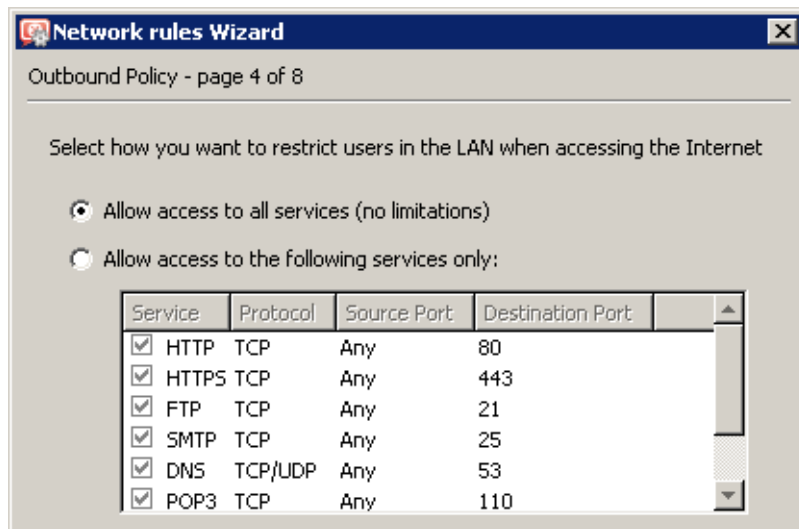 Network rules Wizard
Outbound Policy - page 4 of 8
Select how you want to restrict users in the LAN when accessing the Internet
Allow access to all services (no limitations)
Allow access to the following services only:
Service Protocol Source Port Destination Port
HTTP TCP Any 80
HTTPS TCP Any 443
FTP TCP Any 21
SMTP TCP Any 25
DNS TCP/UDP Any 53
POP3 TCP Any 110